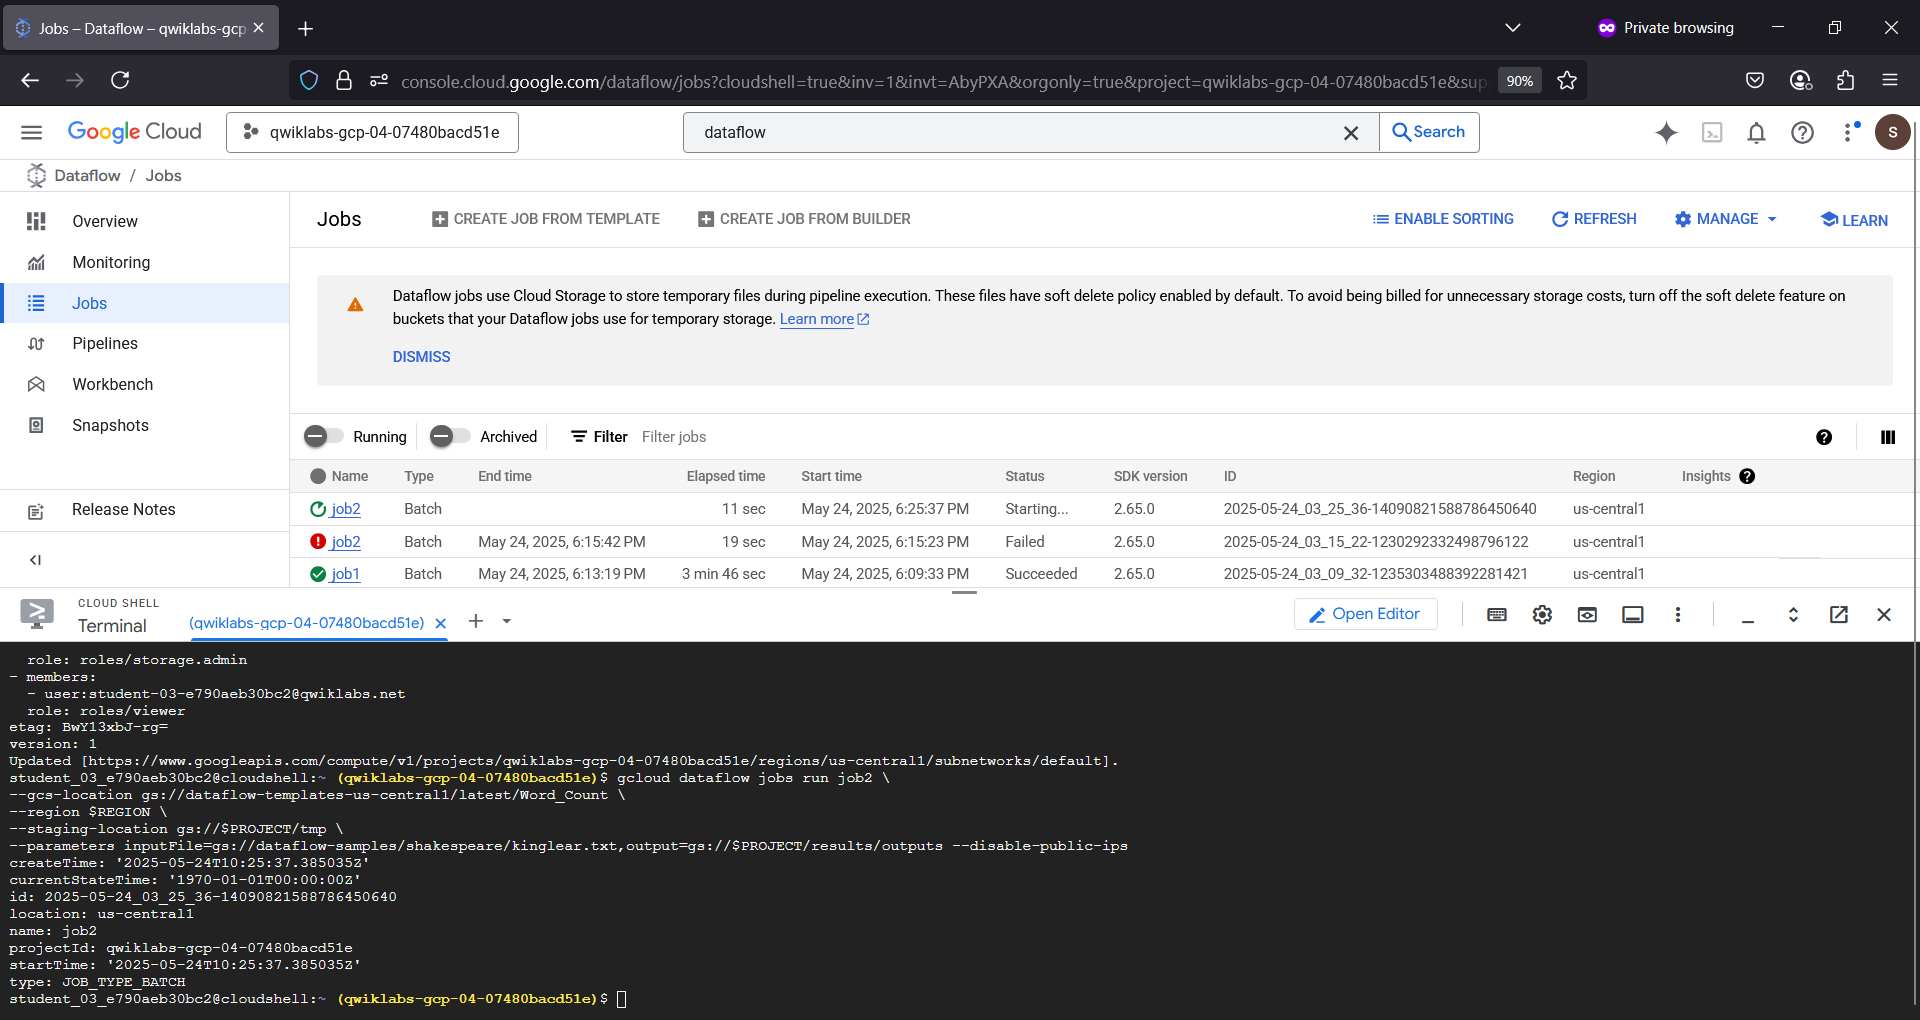 Jobs – Dataflow – qwiklabs-gcp
Private browsing
console.cloud.google.com/dataflow/jobs?cloudshell=true&inv=1&invt=AbyPXA&orgonly=true&project=qwiklabs-gcp-04-07480bacd51e&sup
90%
Google Cloud
qwiklabs-gcp-04-07480bacd51e
dataflow
Search
S
Dataflow / Jobs
Overview
Monitoring
Jobs
Pipelines
Workbench
Snapshots
Release Notes
Jobs
CREATE JOB FROM TEMPLATE
CREATE JOB FROM BUILDER
ENABLE SORTING
REFRESH
MANAGE
LEARN
Dataflow jobs use Cloud Storage to store temporary files during pipeline execution. These files have soft delete policy enabled by default. To avoid being billed for unnecessary storage costs, turn off the soft delete feature on
buckets that your Dataflow jobs use for temporary storage. Learn more
DISMISS
Running Archived Filter Filter jobs
Name Type End time Elapsed time Start time Status SDK version ID Region Insights
job2 Batch 11 sec May 24, 2025, 6:25:37 PM Starting... 2.65.0 2025-05-24_03_25_36-14090821588786450640 us-central1
job2 Batch May 24, 2025, 6:15:42 PM 19 sec May 24, 2025, 6:15:23 PM Failed 2.65.0 2025-05-24_03_15_22-1230292332498796122 us-central1
job1 Batch May 24, 2025, 6:13:19 PM 3 min 46 sec May 24, 2025, 6:09:33 PM Succeeded 2.65.0 2025-05-24_03_09_32-1235303488392281421 us-central1
CLOUD SHELL
Terminal
(qwiklabs-gcp-04-07480bacd51e)
Open Editor
role: roles/storage.admin
- members:
- user:student-03-e790aeb30bc2@qwiklabs.net
role: roles/viewer
etag: BwY13xbJ-rg=
version: 1
Updated [https://www.googleapis.com/compute/v1/projects/qwiklabs-gcp-04-07480bacd51e/regions/us-central1/subnetworks/default].
student_03_e790aeb30bc2@cloudshell:~ (qwiklabs-gcp-04-07480bacd51e)$ gcloud dataflow jobs run job2 \
--gcs-location gs://dataflow-templates-us-central1/latest/Word_Count \
--region $REGION \
--staging-location gs://$PROJECT/tmp \
--parameters inputFile=gs://dataflow-samples/shakespeare/kinglear.txt,output=gs://$PROJECT/results/outputs --disable-public-ips
createTime: '2025-05-24T10:25:37.385035Z'
currentStateTime: '1970-01-01T00:00:00Z'
id: 2025-05-24_03_25_36-14090821588786450640
location: us-central1
name: job2
projectId: qwiklabs-gcp-04-07480bacd51e
startTime: '2025-05-24T10:25:37.385035Z'
type: JOB_TYPE_BATCH
student_03_e790aeb30bc2@cloudshell:~ (qwiklabs-gcp-04-07480bacd51e)$